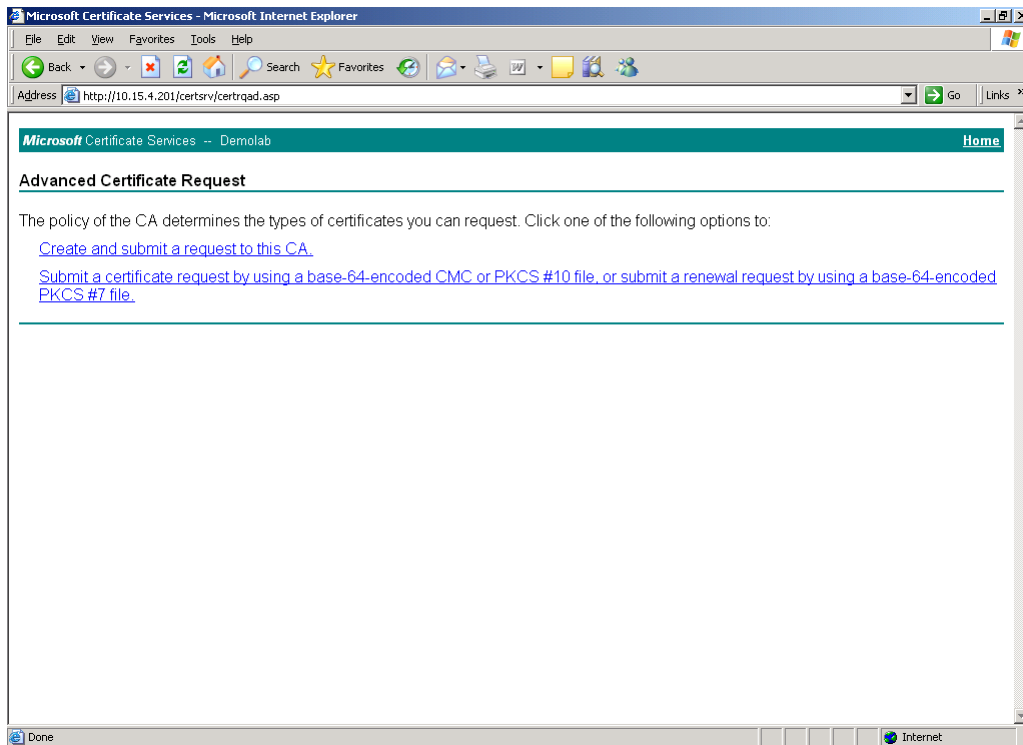 Microsoft Certificate Services - Microsoft Internet Explorer
File Edit View Favorites Tools Help
Back Search Favorites
Address http://10.15.4.201/certsrv/certrqad.asp Go Links »
Microsoft Certificate Services -- Demolab Home
Advanced Certificate Request
The policy of the CA determines the types of certificates you can request. Click one of the following options to:
Create and submit a request to this CA.
Submit a certificate request by using a base-64-encoded CMC or PKCS #10 file, or submit a renewal request by using a base-64-encoded
PKCS #7 file.
Done Internet